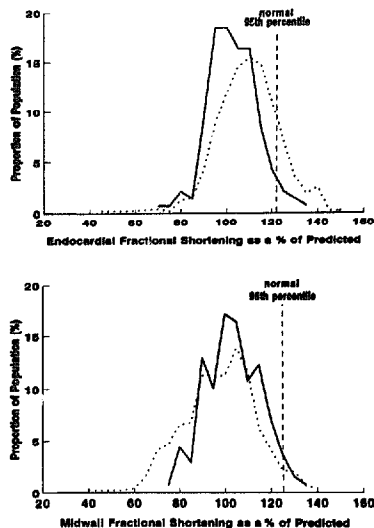 normal
95th percentile
Proportion of Population (%)
20
15
10
5
0
20 40 60 80 100 120 140 160
Endocardial Fractional Shortening as a % of Predicted
normal
95th percentile
Proportion of Population (%)
20
15
10
5
0
20 40 60 80 100 120 140 160
Midwall Fractional Shortening as a % of Predicted